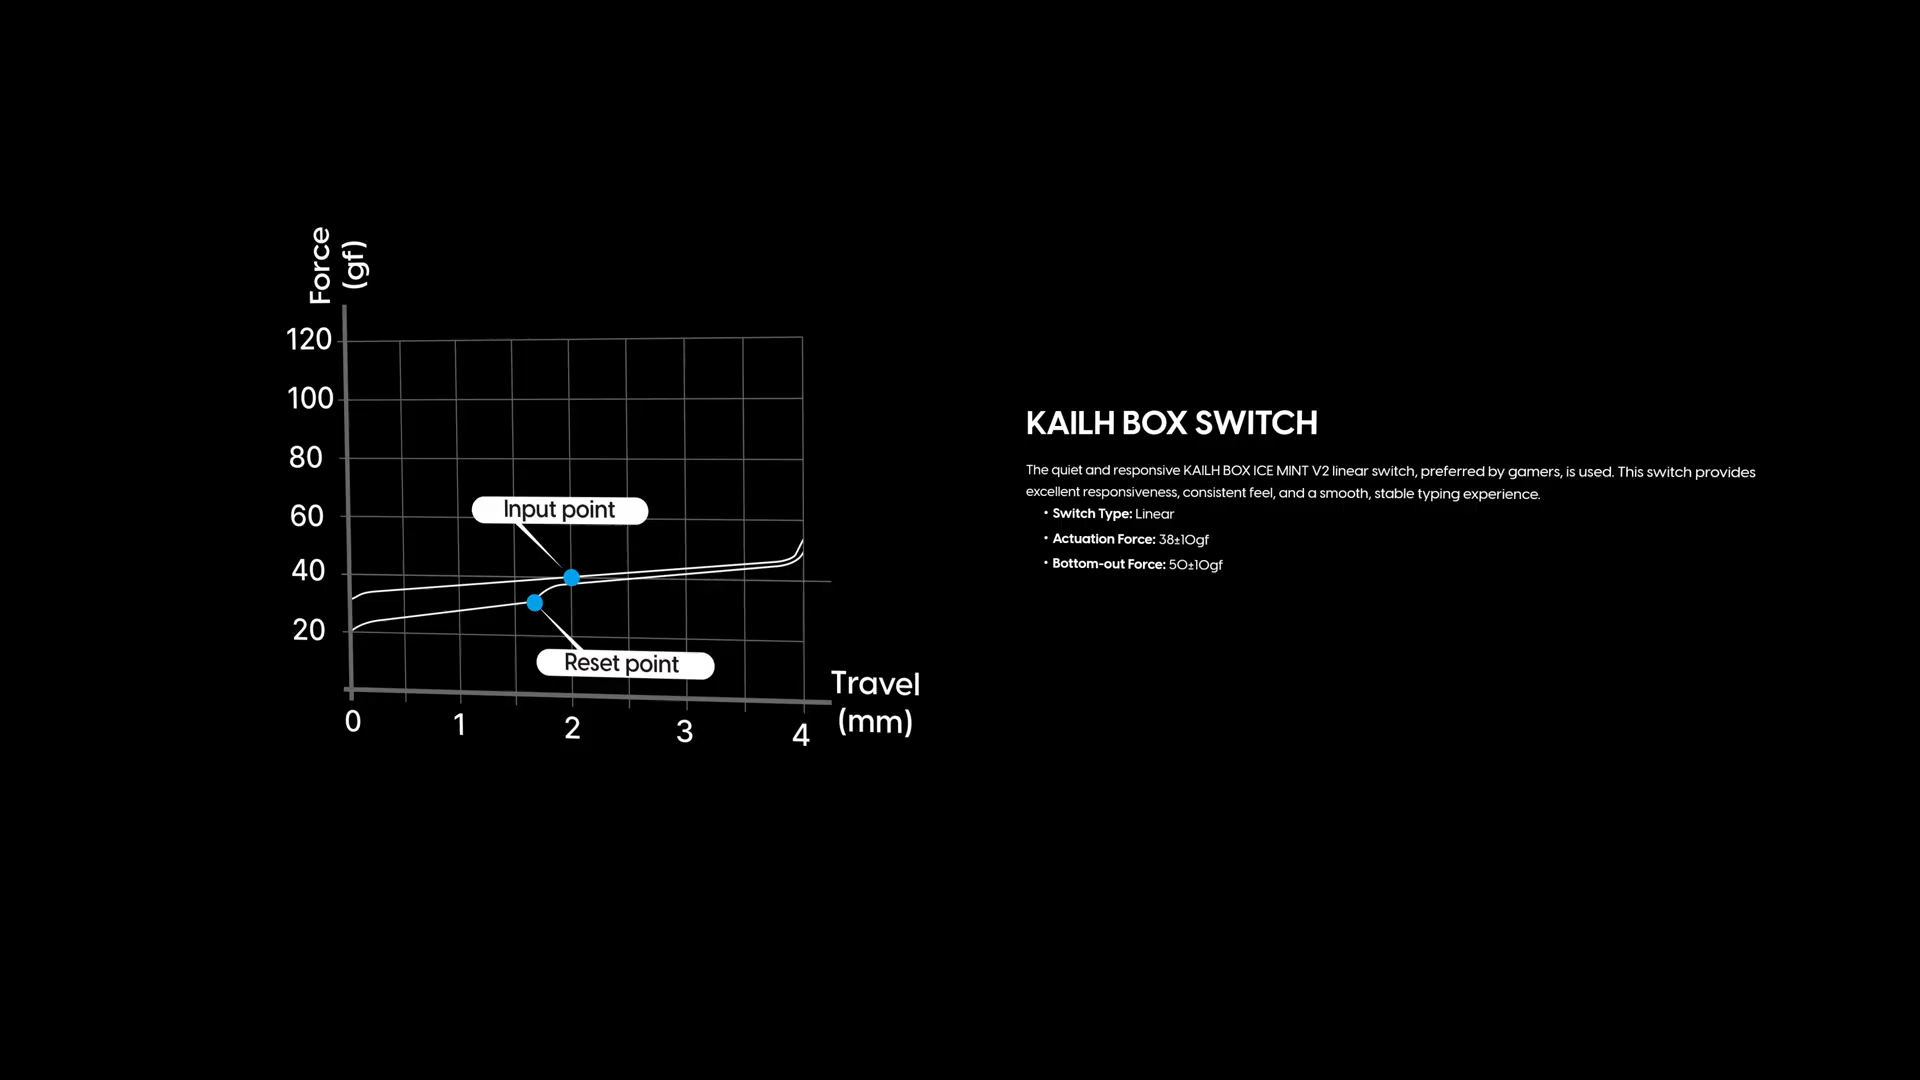 Force
(gf)
120
100
80
60
40
20
Input point
Reset point
0 1 2 3 4
Travel
(mm)
KAILH BOX SWITCH
The quiet and responsive KAILH BOX ICE MINT V2 linear switch, preferred by gamers, is used. This switch provides
excellent responsiveness, consistent feel, and a smooth, stable typing experience.
• Switch Type: Linear
• Actuation Force: 38±10gf
• Bottom-out Force: 50±10gf